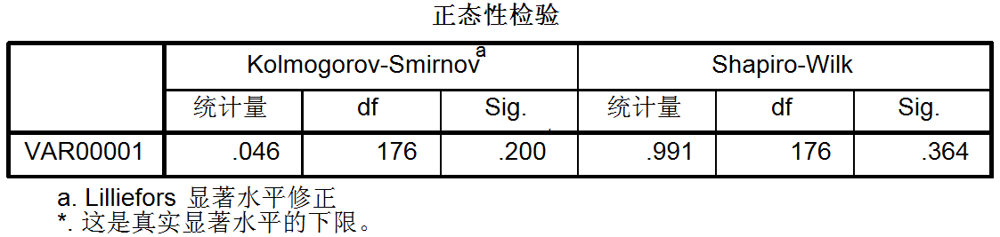 正态性检验
Kolmogorov-Smirnov a Shapiro-Wilk
统计量 df Sig. 统计量 df Sig.
VAR00001 .046 176 .200 .991 176 .364
a. Lilliefors 显著水平修正
*. 这是真实显著水平的下限。